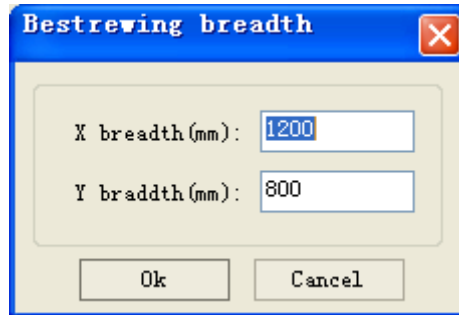 Bestrewing breadth
X breadth(mm): 1200
Y braddth(mm): 800
Ok Cancel